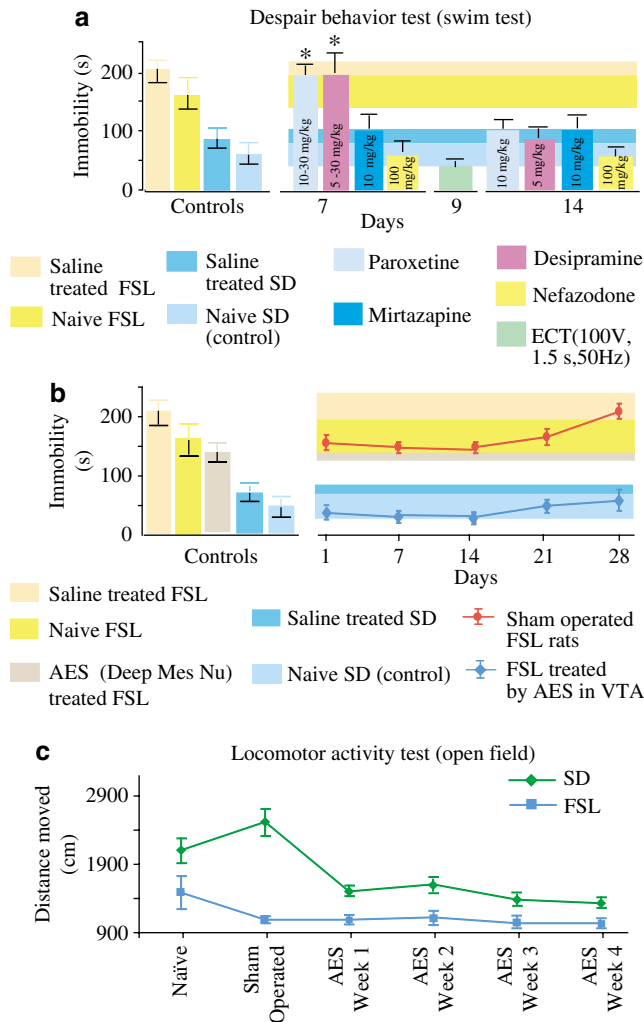 a
Despair behavior test (swim test)
Immobility (s)
200
100
0
* *
10-30 mg/kg
5 -30 mg/kg
10 mg/kg
100 mg/kg
10 mg/kg
5 mg/kg
10 mg/kg
100 mg/kg
Controls
7 9 14
Days
Saline
treated FSL
Naive FSL
Saline
treated SD
Naive SD
(control)
Paroxetine
Mirtazapine
Desipramine
Nefazodone
ECT(100V,
1.5 s,50Hz)
b
Immobility
(s)
200
100
0
Controls
1 7 14 21 28
Days
Saline treated FSL
Naive FSL
AES (Deep Mes Nu)
treated FSL
Saline treated SD
Naive SD (control)
Sham operated
FSL rats
FSL treated
by AES in VTA
c
Locomotor activity test (open field)
Distance moved
(cm)
2900
1900
900
SD
FSL
Naïve
Sham
Operated
AES
Week 1
AES
Week 2
AES
Week 3
AES
Week 4